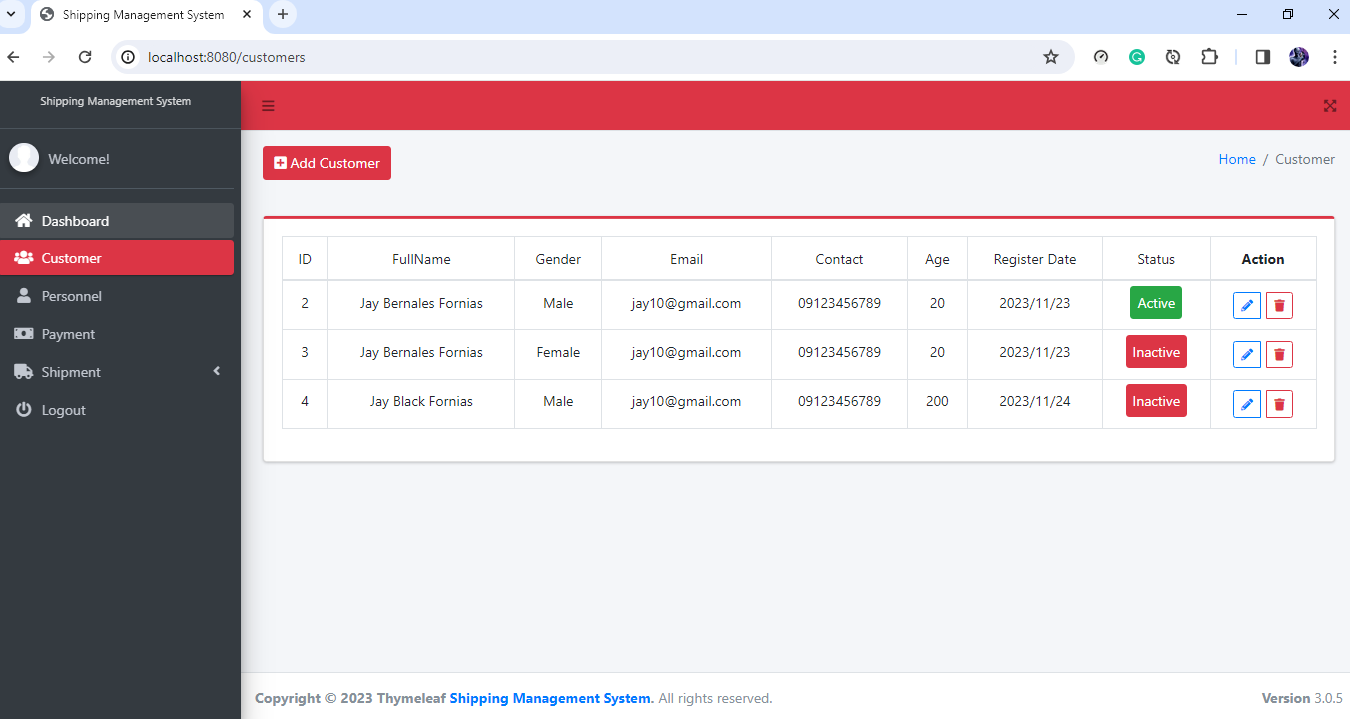 Shipping Management System
localhost:8080/customers
Shipping Management System
Welcome!
Dashboard
Customer
Personnel
Payment
Shipment
Logout
Add Customer
Home / Customer
ID FullName Gender Email Contact Age Register Date Status Action
2 Jay Bernales Fornias Male jay10@gmail.com 09123456789 20 2023/11/23 Active
3 Jay Bernales Fornias Female jay10@gmail.com 09123456789 20 2023/11/23 Inactive
4 Jay Black Fornias Male jay10@gmail.com 09123456789 200 2023/11/24 Inactive
Copyright © 2023 Thymeleaf Shipping Management System. All rights reserved.
Version 3.0.5